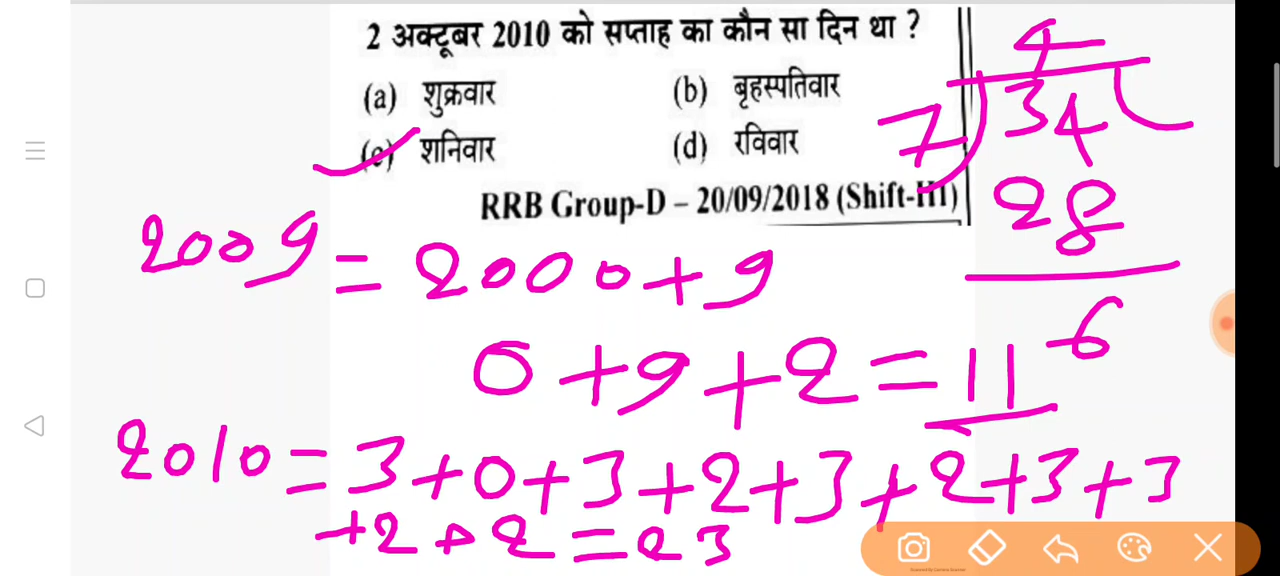 2 अक्टूबर 2010 को सप्ताह का कौन सा दिन था ?
(a) शुक्रवार (b) बृहस्पतिवार
(c) शनिवार (d) रविवार
RRB Group-D – 20/09/2018 (Shift-III)
4
7) 34 (
28
6
2009 = 2000 + 9
0 + 9 + 2 = 11
2010 = 3 + 0 + 3 + 2 + 3 + 2 + 3 + 3
+ 2 + 2 = 23